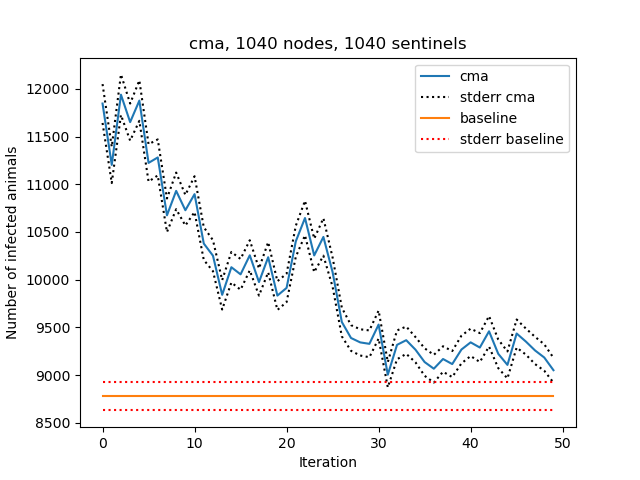 cma, 1040 nodes, 1040 sentinels
cma
stderr cma
baseline
stderr baseline
Number of infected animals
12000
11500
11000
10500
10000
9500
9000
8500
0 10 20 30 40 50
Iteration